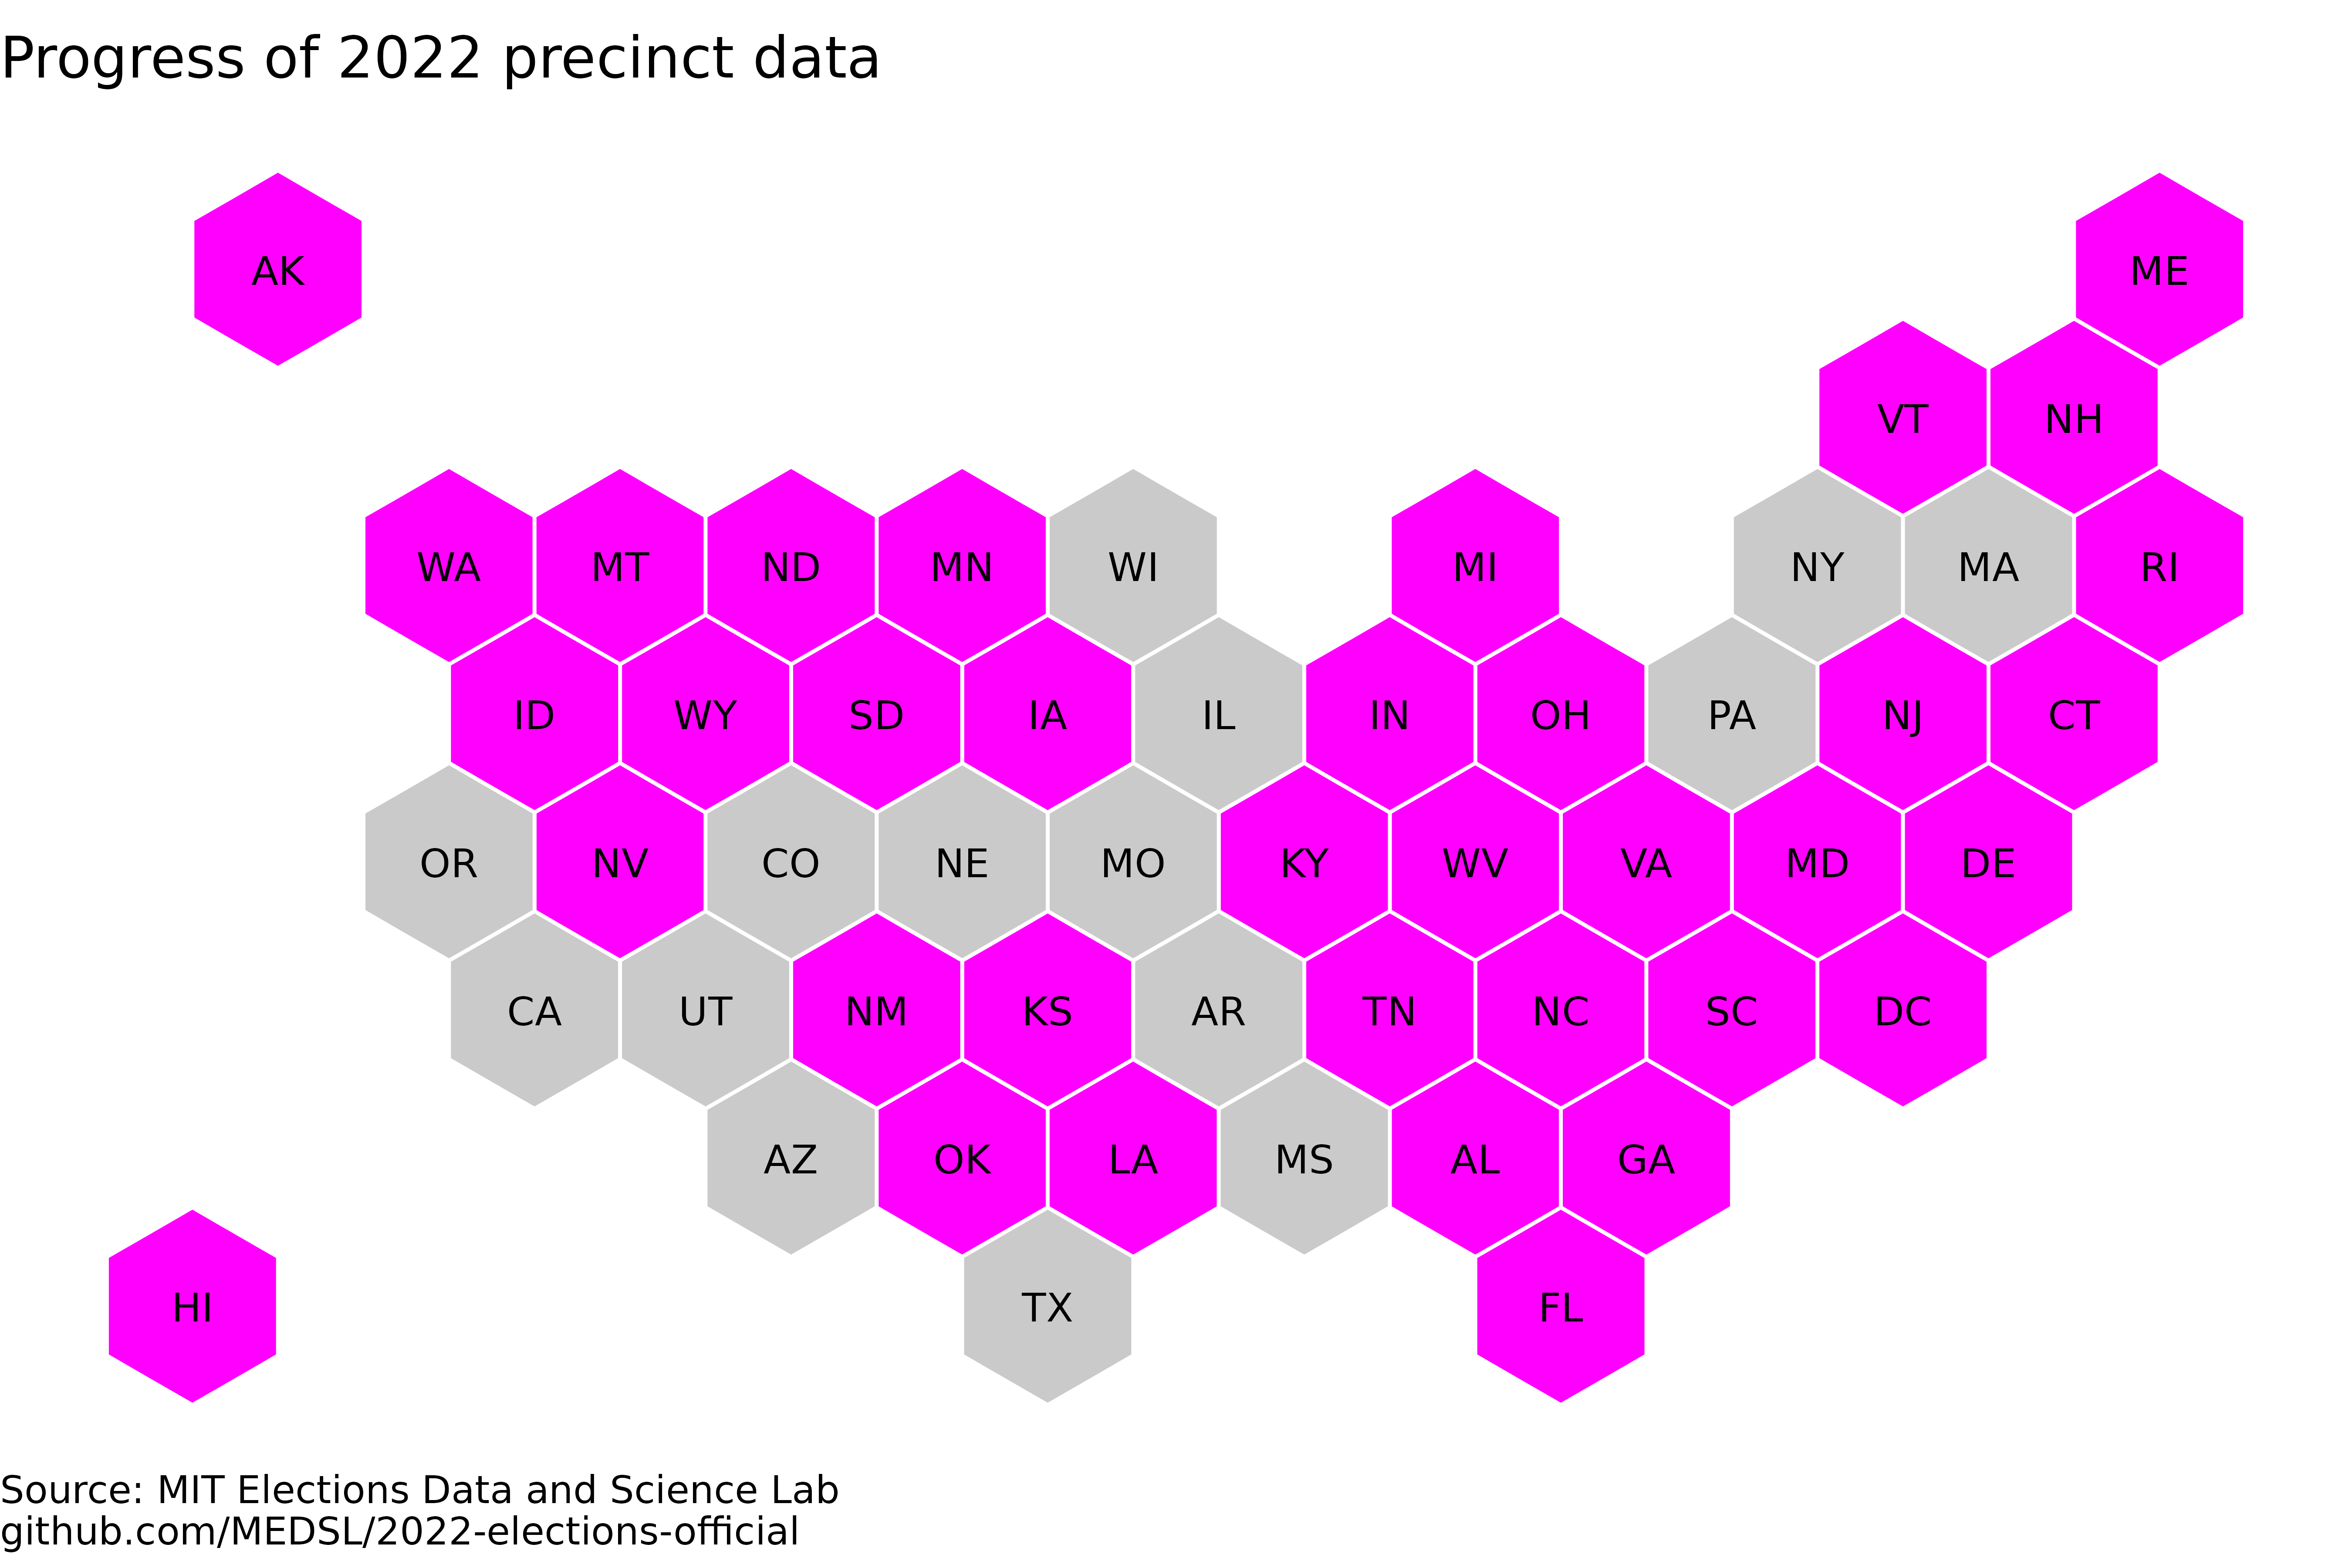 Progress of 2022 precinct data
AK
ME
VT NH
WA MT ND MN WI MI NY MA RI
ID WY SD IA IL IN OH PA NJ CT
OR NV CO NE MO KY WV VA MD DE
CA UT NM KS AR TN NC SC DC
AZ OK LA MS AL GA
HI TX FL
Source: MIT Elections Data and Science Lab
github.com/MEDSL/2022-elections-official